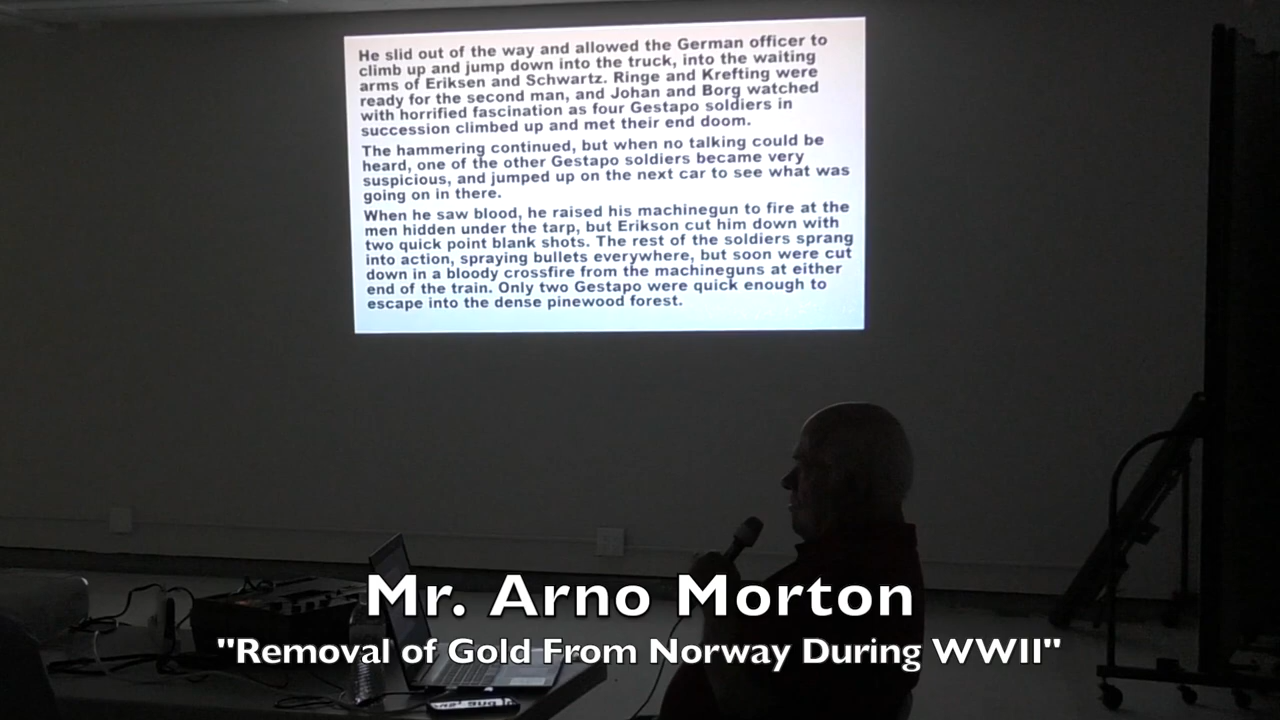 He slid out of the way and allowed the German officer to
climb up and jump down into the truck, into the waiting
arms of Eriksen and Schwartz. Ringe and Krefting were
ready for the second man, and Johan and Borg watched
with horrified fascination as four Gestapo soldiers in
succession climbed up and met their end doom.
The hammering continued, but when no talking could be
heard, one of the other Gestapo soldiers became very
suspicious, and jumped up on the next car to see what was
going on in there.
When he saw blood, he raised his machinegun to fire at the
men hidden under the tarp, but Erikson cut him down with
two quick point blank shots. The rest of the soldiers sprang
into action, spraying bullets everywhere, but soon were cut
down in a bloody crossfire from the machineguns at either
end of the train. Only two Gestapo were quick enough to
escape into the dense pinewood forest.
Mr. Arno Morton
"Removal of Gold From Norway During WWII"